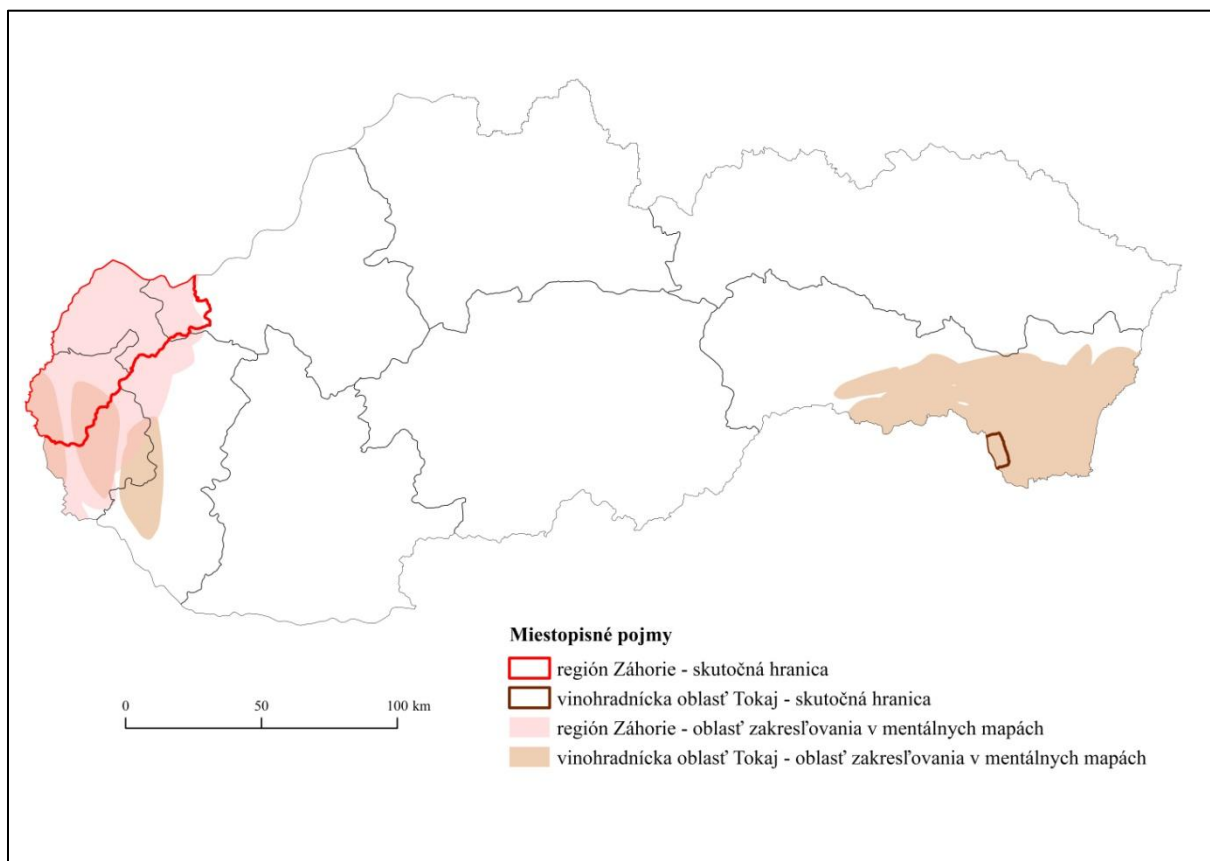 Miestopisné pojmy
región Záhorie - skutočná hranica
vinohradnícka oblasť Tokaj - skutočná hranica
región Záhorie - oblasť zakresľovania v mentálnych mapách
vinohradnícka oblasť Tokaj - oblasť zakresľovania v mentálnych mapách
0 50 100 km